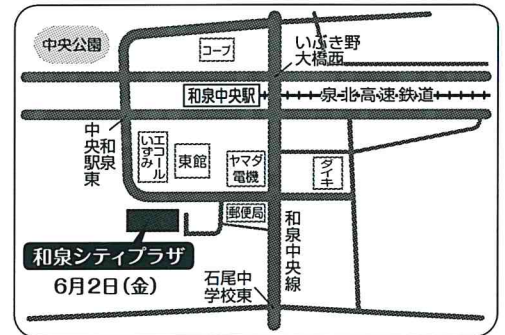 中央公園
コープ
いぶき野
大橋西
和泉中央駅
泉北高速鉄道
和泉
中央駅東
エコール
いずみ
東館
ヤマダ
電機
ダイキ
郵便局
和泉中央線
和泉シティプラザ
6月2日(金)
石尾中
学校東